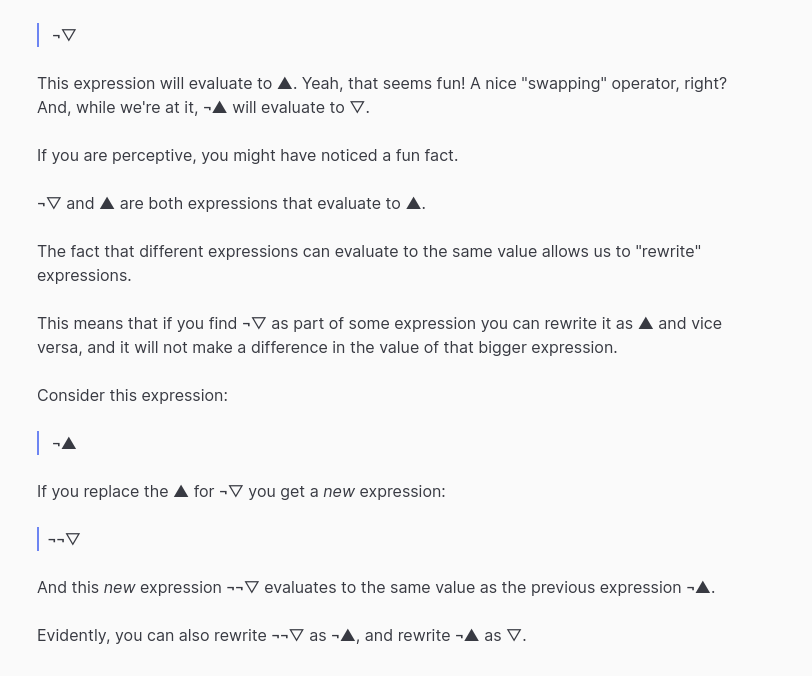 ¬▽
This expression will evaluate to ▲. Yeah, that seems fun! A nice "swapping" operator, right?
And, while we're at it, ¬▲ will evaluate to ▽.
If you are perceptive, you might have noticed a fun fact.
¬▽ and ▲ are both expressions that evaluate to ▲.
The fact that different expressions can evaluate to the same value allows us to "rewrite"
expressions.
This means that if you find ¬▽ as part of some expression you can rewrite it as ▲ and vice
versa, and it will not make a difference in the value of that bigger expression.
Consider this expression:
¬▲
If you replace the ▲ for ¬▽ you get a new expression:
¬¬▽
And this new expression ¬¬▽ evaluates to the same value as the previous expression ¬▲.
Evidently, you can also rewrite ¬¬▽ as ¬▲, and rewrite ¬▲ as ▽.